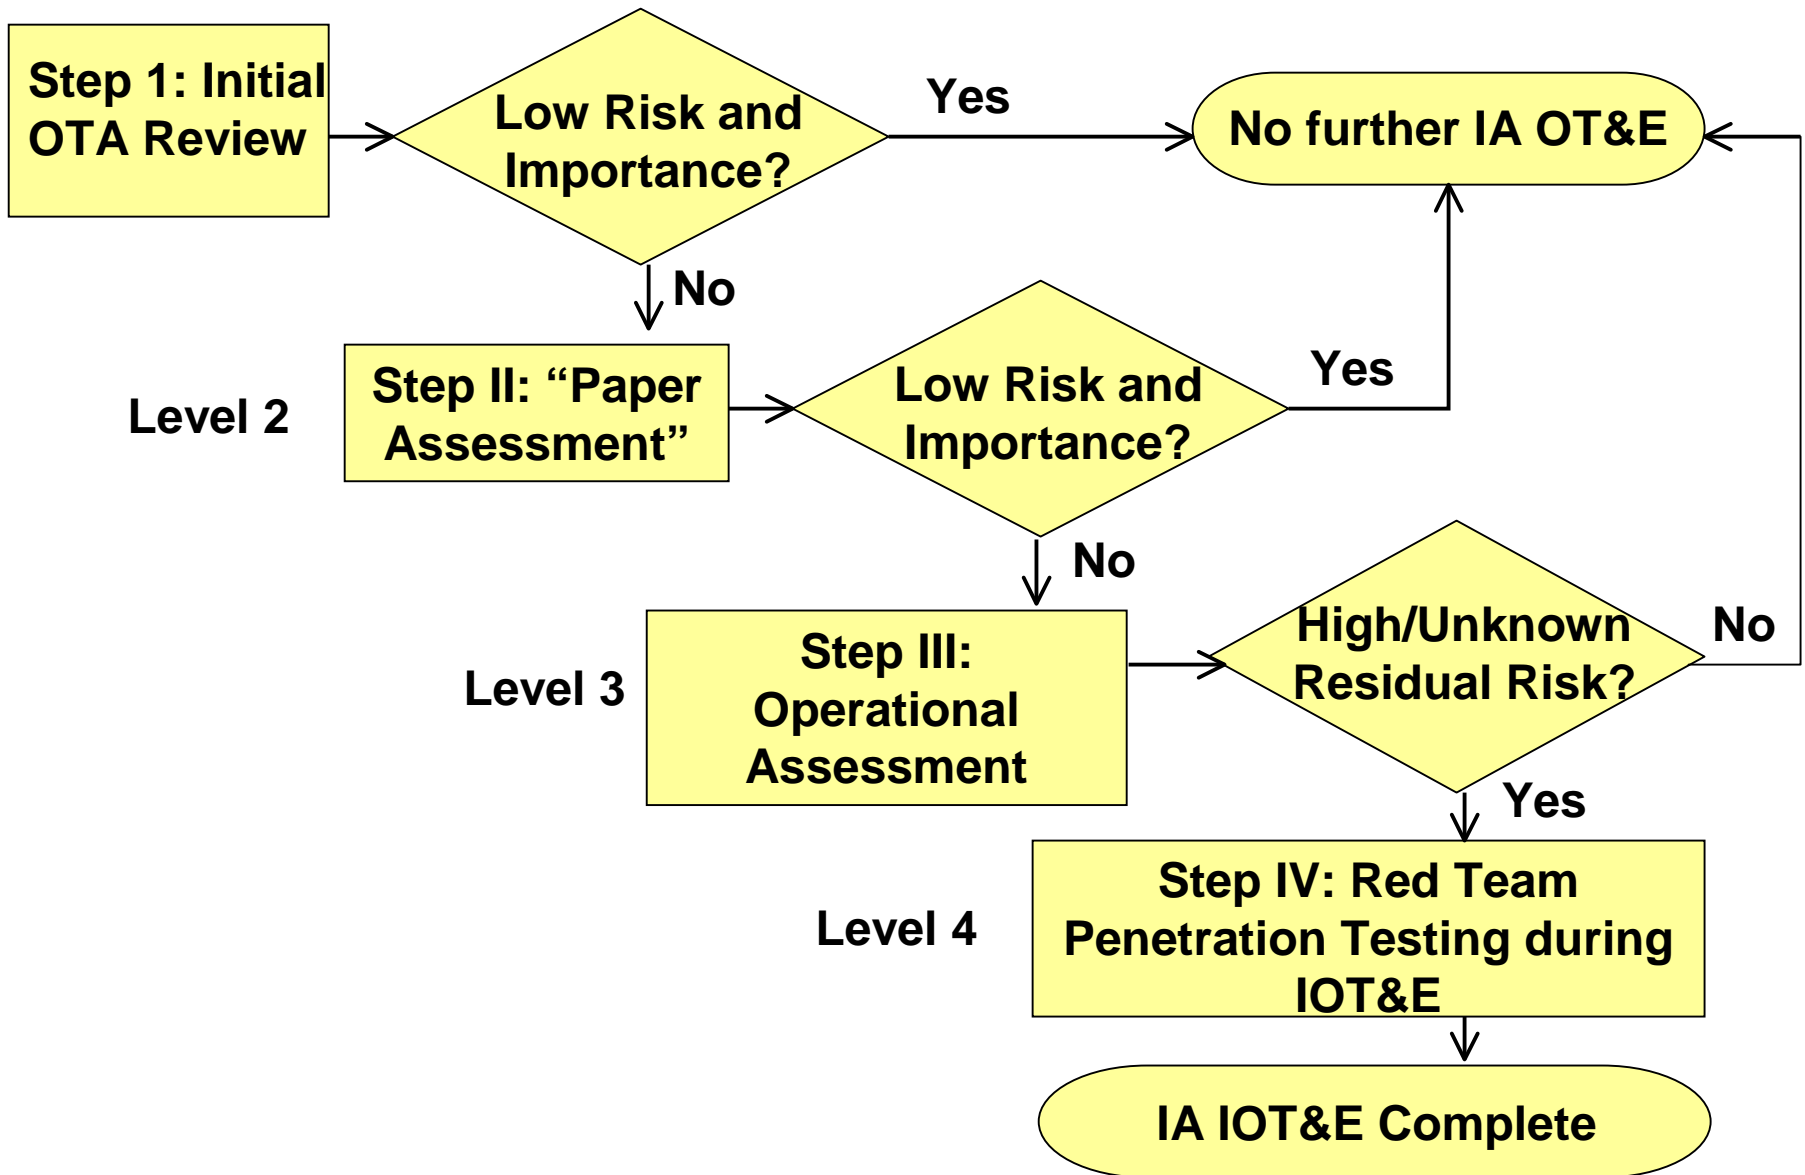 Step 1: Initial
OTA Review
Low Risk and
Importance?
Yes
No further IA OT&E
No
Level 2
Step II: “Paper
Assessment”
Low Risk and
Importance?
Yes
No
Level 3
Step III:
Operational
Assessment
High/Unknown
Residual Risk?
No
Yes
Level 4
Step IV: Red Team
Penetration Testing during
IOT&E
IA IOT&E Complete